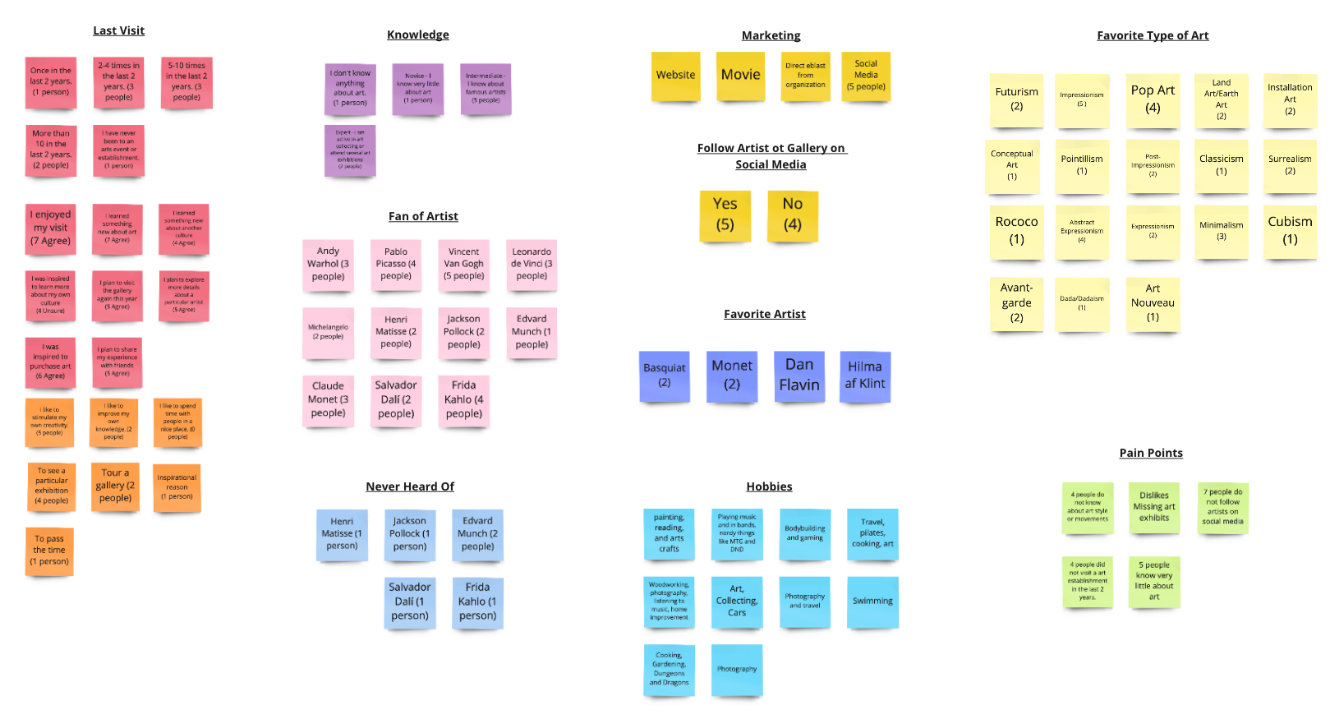 Last Visit
Once in the
last 2 years.
(1 person)
2-4 times in
the last 2
years. (3
people)
5-10 times
in the last 2
years. (3
people)
More than
10 in the
last 2 years.
(2 people)
I have never
been to an
arts event or
establishment.
(1 person)
I enjoyed
my visit
(7 Agree)
I learned
something
new about art
(7 Agree)
I learned
something new
about another
culture
(4 Agree)
I was inspired
to learn more
about my own
culture
(4 Unsure)
I plan to visit
the gallery
again this year
(5 Agree)
I plan to explore
more details
about a
particular artist
(5 Agree)
I was
inspired to
purchase art
(6 Agree)
I plan to share
my experience
with friends
I like to
stimulate my
own creativity.
(5 people)
I like to
improve my
own
knowledge. (2
people)
I like to spend
time with
people in a
nice place. (0
people)
To see a
particular
exhibition
(4 people)
Tour a
gallery (2
people)
Inspirational
reason
(1 person)
To pass
the time
(1 person)
Knowledge
I don't know
anything
about art.
(1 person)
Novice - I
know very little
about art
(1 person)
Intermediate -
I know about
famous artists
(5 people)
Fan of Artist
Andy
Warhol (3
people)
Pablo
Picasso (4
people)
Vincent
Van Gogh
(5 people)
Leonardo
de Vinci (3
people)
Michelangelo
(2 people)
Henri
Matisse (2
people)
Jackson
Pollock (2
people)
Edvard
Munch (1
people)
Claude
Monet (3
people)
Salvador
Dalí (2
people)
Frida
Kahlo (4
people)
Never Heard Of
Henri
Matisse (1
person)
Jackson
Pollock (1
person)
Edvard
Munch (2
people)
Salvador
Dalí (1
person)
Frida
Kahlo (1
person)
Marketing
Website
Movie
Direct eblast
from
organization
Social
Media
(5 people)
Follow Artist ot Gallery on
Social Media
Yes
(5)
No
(4)
Favorite Artist
Basquiat
(2)
Monet
(2)
Dan
Flavin
Hilma
af Klint
Hobbies
painting,
reading,
and arts
crafts
Playing music
and in bands,
nerdy things
like MTG and
DND
Bodybuilding
and gaming
Travel,
pilates,
cooking, art
Woodworking,
photography,
listening to
music, home
improvement
Art,
Collecting,
Cars
Photography
and travel
Swimming
Cooking,
Gardening,
Dungeons
and Dragons
Photography
Favorite Type of Art
Futurism
(2)
Impressionism
(5 )
Pop Art
(4)
Land
Art/Earth
Art
(2)
Installation
Art
(2)
Conceptual
Art
(1)
Pointillism
(1)
Post-
Impressionism
(2)
Classicism
(1)
Surrealism
(2)
Rococo
(1)
Abstract
Expressionism
(4)
Expressionism
(2)
Minimalism
(3)
Cubism
(1)
Avant-
garde
(2)
Dada/Dadaism
(1)
Art
Nouveau
(1)
Pain Points
4 people do
not know
about art style
or movements
Dislikes
Missing art
exhibits
7 people do
not follow
artists on
social media
4 people did
not visit a art
establishment
in the last 2
years.
5 people
know very
little about
art